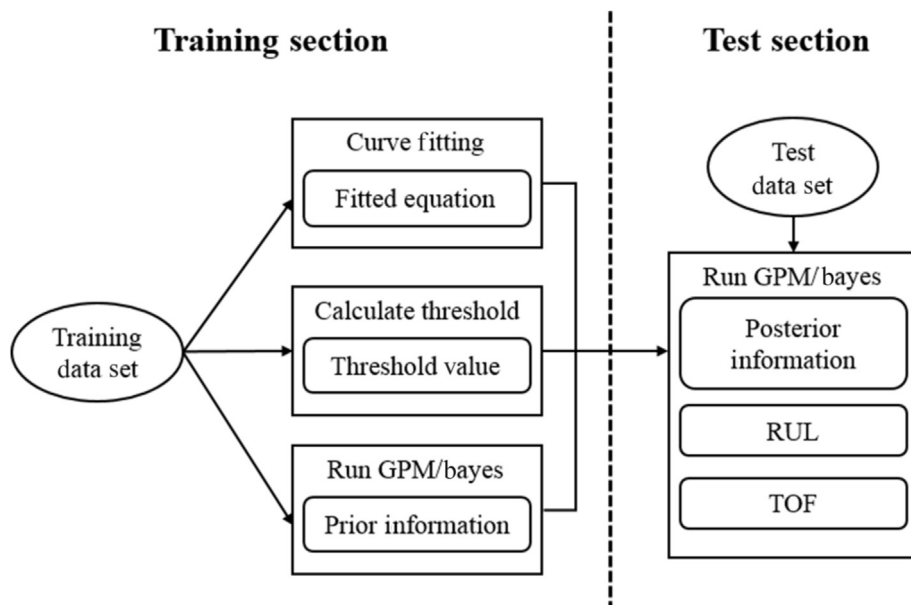 Training section
Test section
Training
data set
Curve fitting
Fitted equation
Calculate threshold
Threshold value
Run GPM/bayes
Prior information
Test
data set
Run GPM/bayes
Posterior
information
RUL
TOF